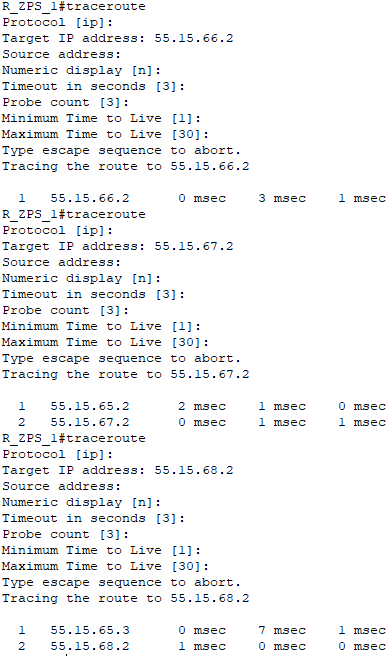 R_ZPS_1#traceroute
Protocol [ip]:
Target IP address: 55.15.66.2
Source address:
Numeric display [n]:
Timeout in seconds [3]:
Probe count [3]:
Minimum Time to Live [1]:
Maximum Time to Live [30]:
Type escape sequence to abort.
Tracing the route to 55.15.66.2
1 55.15.66.2 0 msec 3 msec 1 msec
R_ZPS_1#traceroute
Protocol [ip]:
Target IP address: 55.15.67.2
Source address:
Numeric display [n]:
Timeout in seconds [3]:
Probe count [3]:
Minimum Time to Live [1]:
Maximum Time to Live [30]:
Type escape sequence to abort.
Tracing the route to 55.15.67.2
1 55.15.65.2 2 msec 1 msec 0 msec
2 55.15.67.2 0 msec 1 msec 1 msec
R_ZPS_1#traceroute
Protocol [ip]:
Target IP address: 55.15.68.2
Source address:
Numeric display [n]:
Timeout in seconds [3]:
Probe count [3]:
Minimum Time to Live [1]:
Maximum Time to Live [30]:
Type escape sequence to abort.
Tracing the route to 55.15.68.2
1 55.15.65.3 0 msec 7 msec 1 msec
2 55.15.68.2 1 msec 0 msec 0 msec